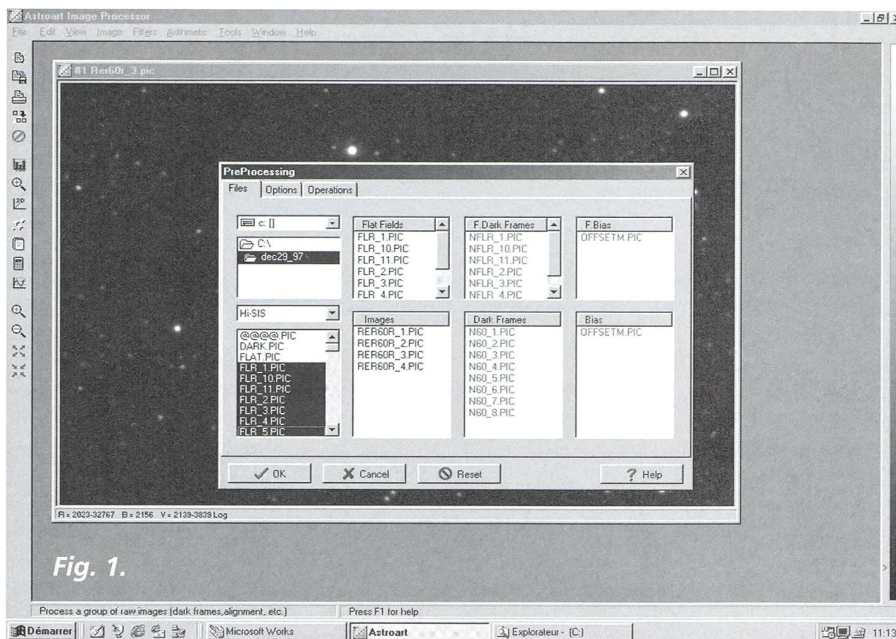 Astroart Image Processor
File Edit View Image Filters Arithmetic Tools Window Help
#1 Rer60r_3.pic
PreProcessing
Files Options Operations
c: []
C:\
dec29_97
Hi-SIS
@@@@.PIC
DARK.PIC
FLAT.PIC
FLR_1.PIC
FLR_10.PIC
FLR_11.PIC
FLR_2.PIC
FLR_3.PIC
FLR_4.PIC
FLR_5.PIC
Flat Fields
FLR_1.PIC
FLR_10.PIC
FLR_11.PIC
FLR_2.PIC
FLR_3.PIC
FLR_4.PIC
F.Dark Frames
NFLR_1.PIC
NFLR_10.PIC
NFLR_11.PIC
NFLR_2.PIC
NFLR_3.PIC
NFLR_4.PIC
F.Bias
OFFSETM.PIC
Images
RER60R_1.PIC
RER60R_2.PIC
RER60R_3.PIC
RER60R_4.PIC
Dark Frames
N60_1.PIC
N60_2.PIC
N60_3.PIC
N60_4.PIC
N60_5.PIC
N60_6.PIC
N60_7.PIC
N60_8.PIC
Bias
OFFSETM.PIC
OK Cancel Reset ? Help
R = 2023-32767 B = 2156 V = 2139-3839 Log
Fig. 1.
Process a group of raw images (dark frames,alignment, etc.) Press F1 for help
Démarrer Microsoft Works Astroart Explorateur - (C:)